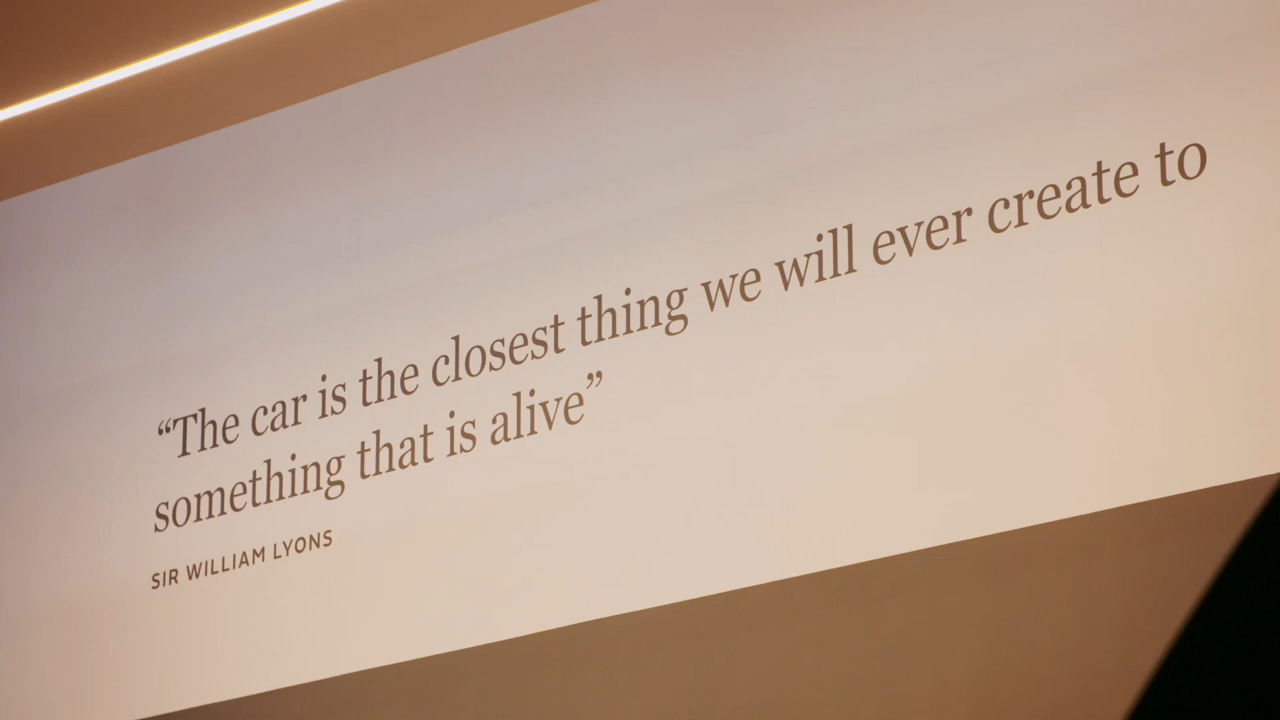 “The car is the closest thing we will ever create to
something that is alive”
SIR WILLIAM LYONS